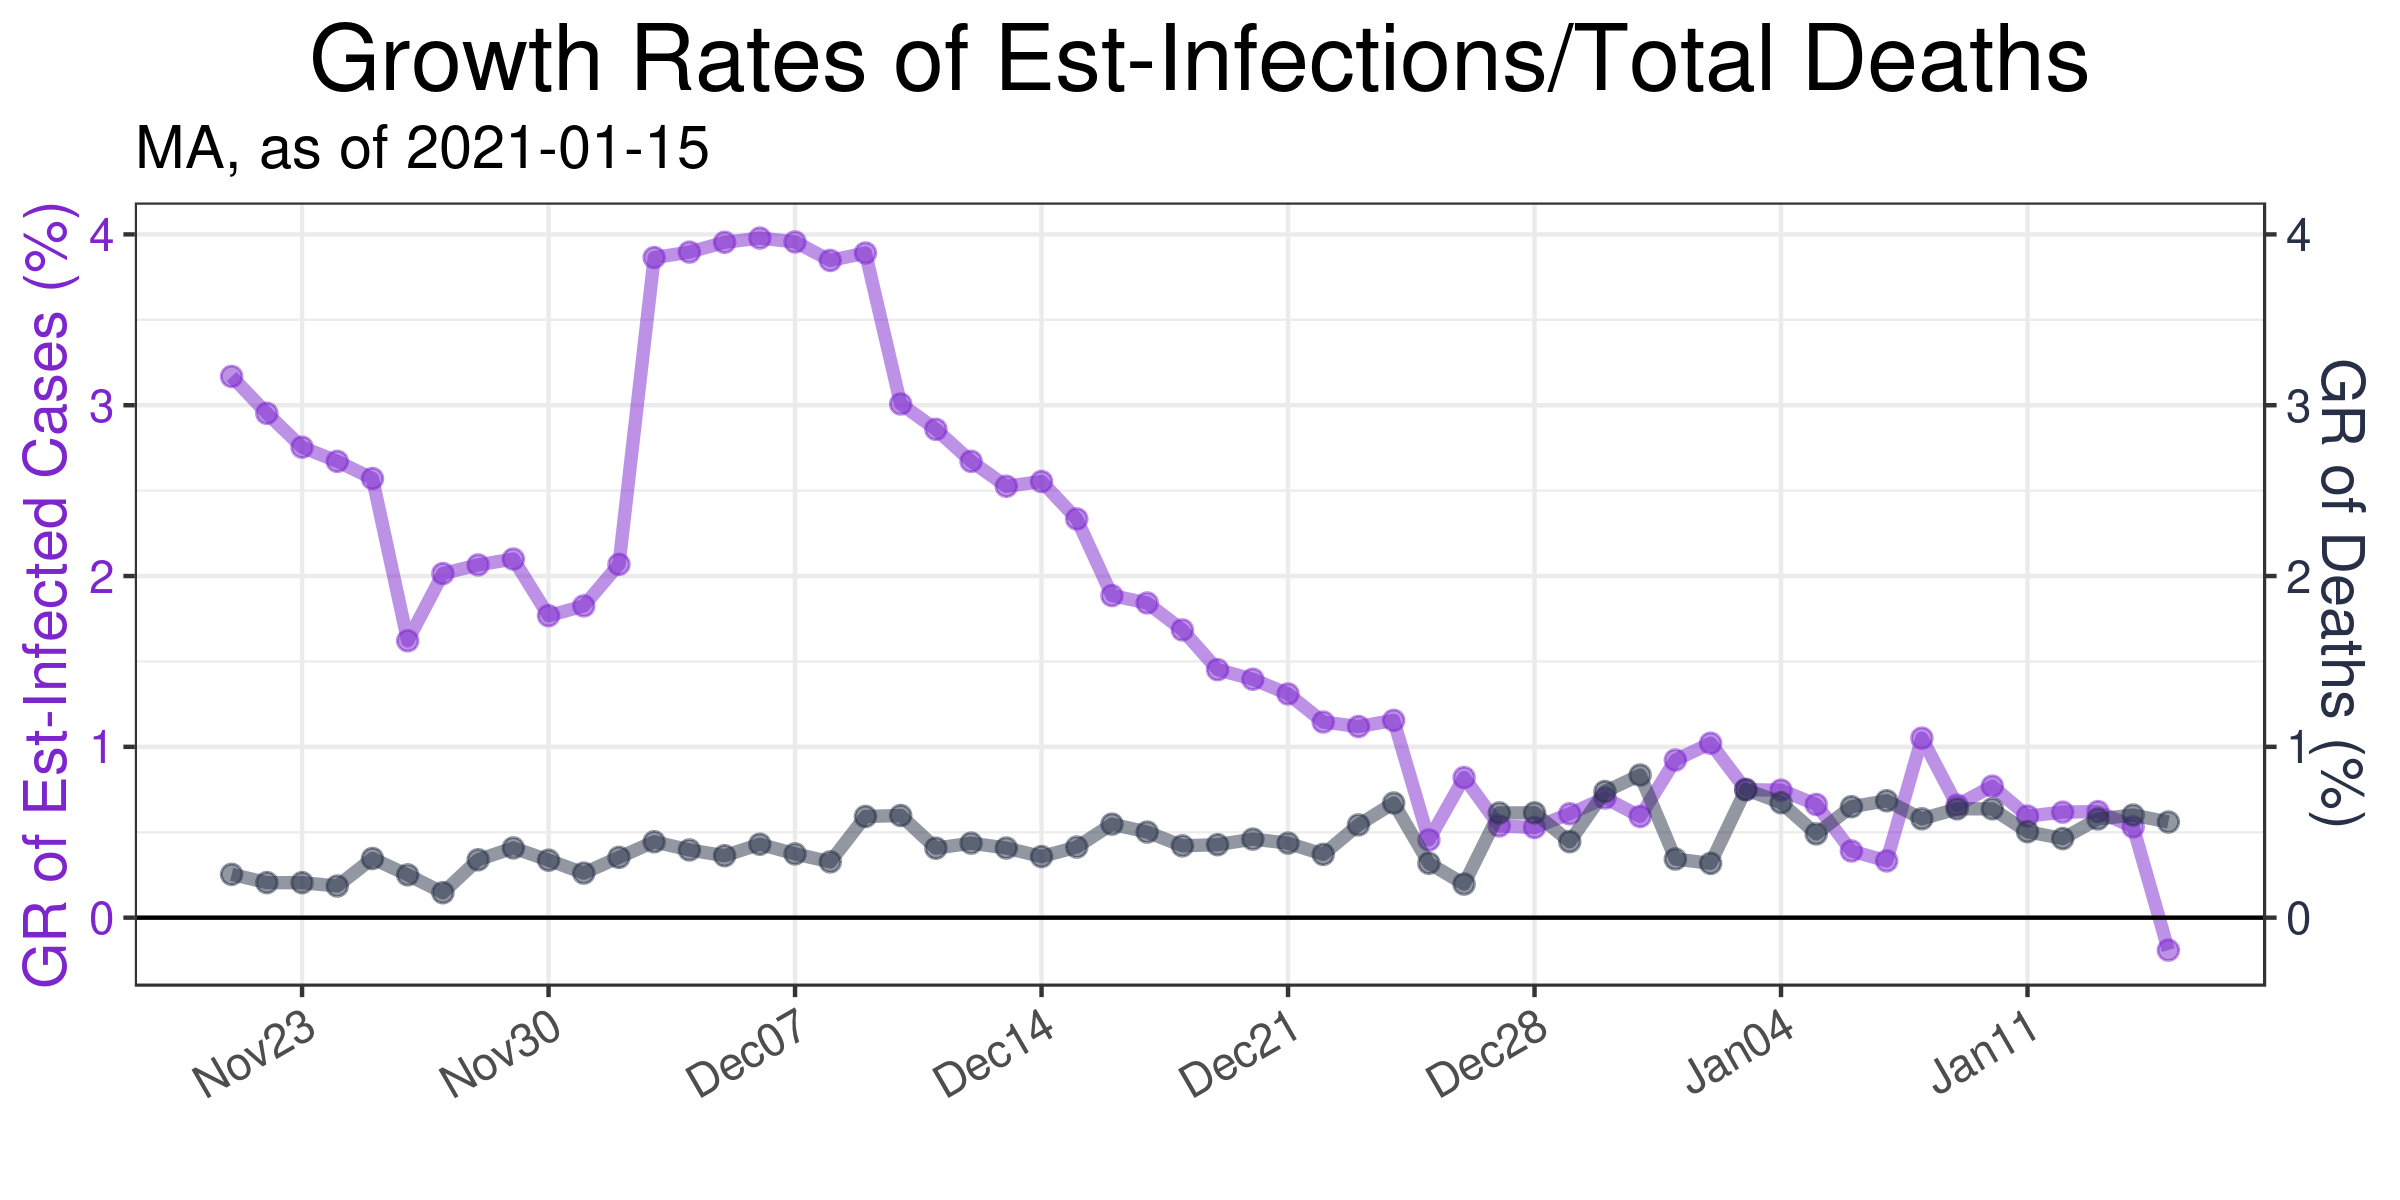 Growth Rates of Est-Infections/Total Deaths
MA, as of 2021-01-15
GR of Est-Infected Cases (%)
4
3
2
1
0
4
3
2
1
0
GR of Deaths (%)
Nov23
Nov30
Dec07
Dec14
Dec21
Dec28
Jan04
Jan11